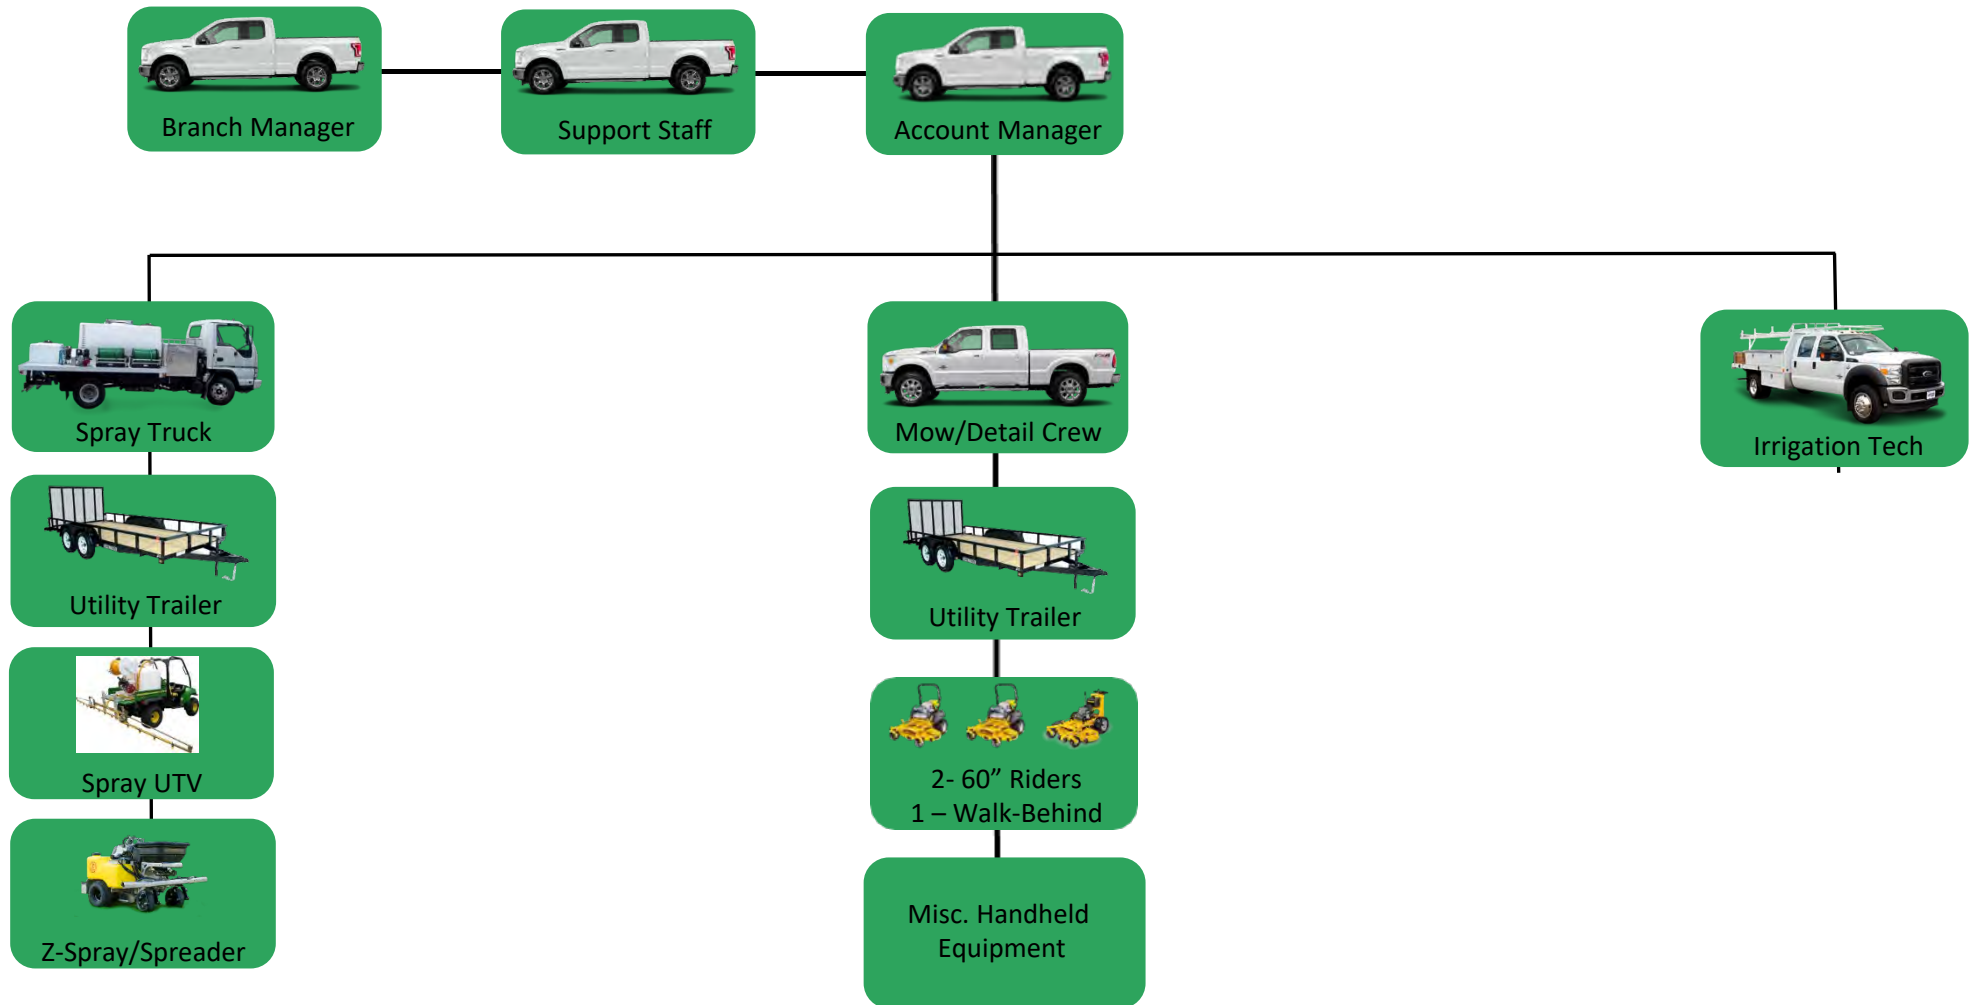 Branch Manager
Support Staff
Account Manager
Spray Truck
Mow/Detail Crew
Irrigation Tech
Utility Trailer
Utility Trailer
Spray UTV
2- 60” Riders
1 – Walk-Behind
Z-Spray/Spreader
Misc. Handheld
Equipment